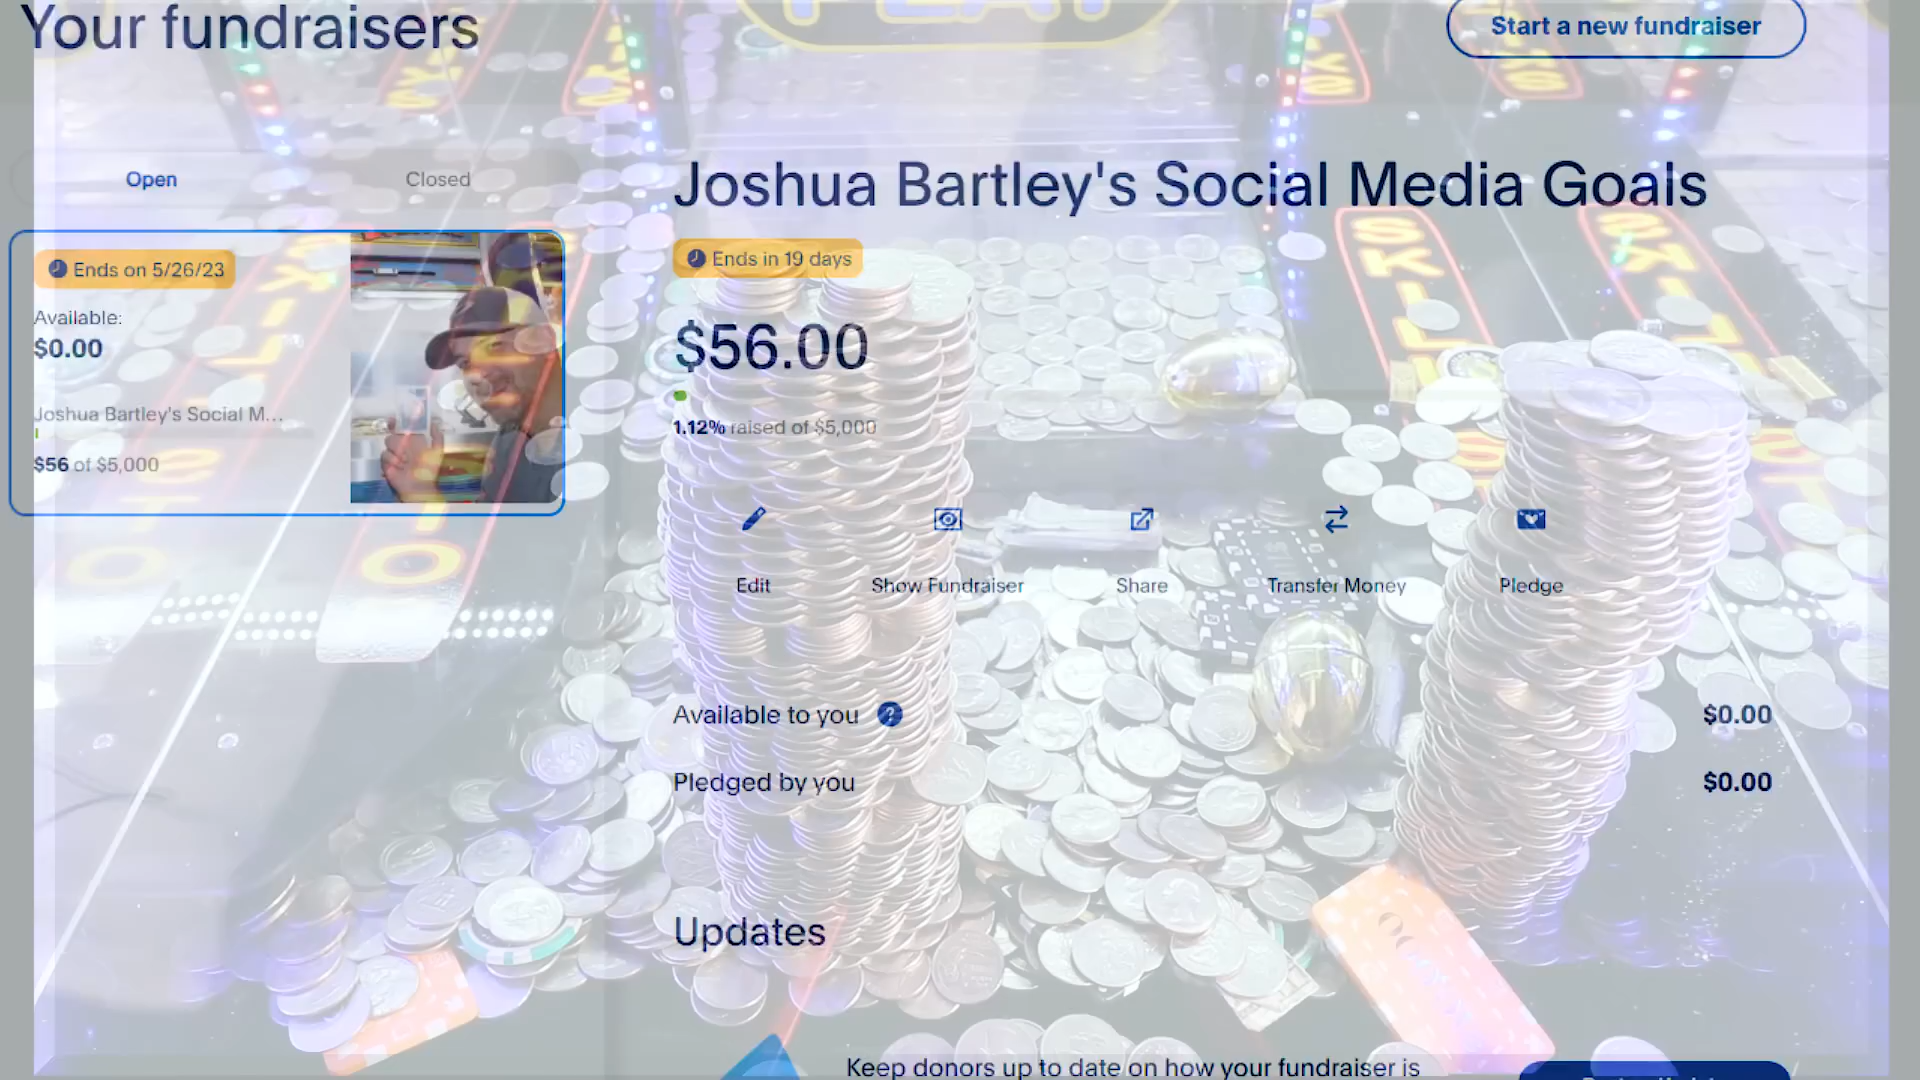 PLAY
Your fundraisers
Start a new fundraiser
Open
Closed
Joshua Bartley's Social Media Goals
Ends on 5/26/23
Ends in 19 days
Available:
$0.00
$56.00
Joshua Bartley's Social M...
1.12% raised of $5,000
$56 of $5,000
Edit
Show Fundraiser
Share
Transfer Money
Pledge
Available to you ?
$0.00
Pledged by you
$0.00
Updates
Keep donors up to date on how your fundraiser is